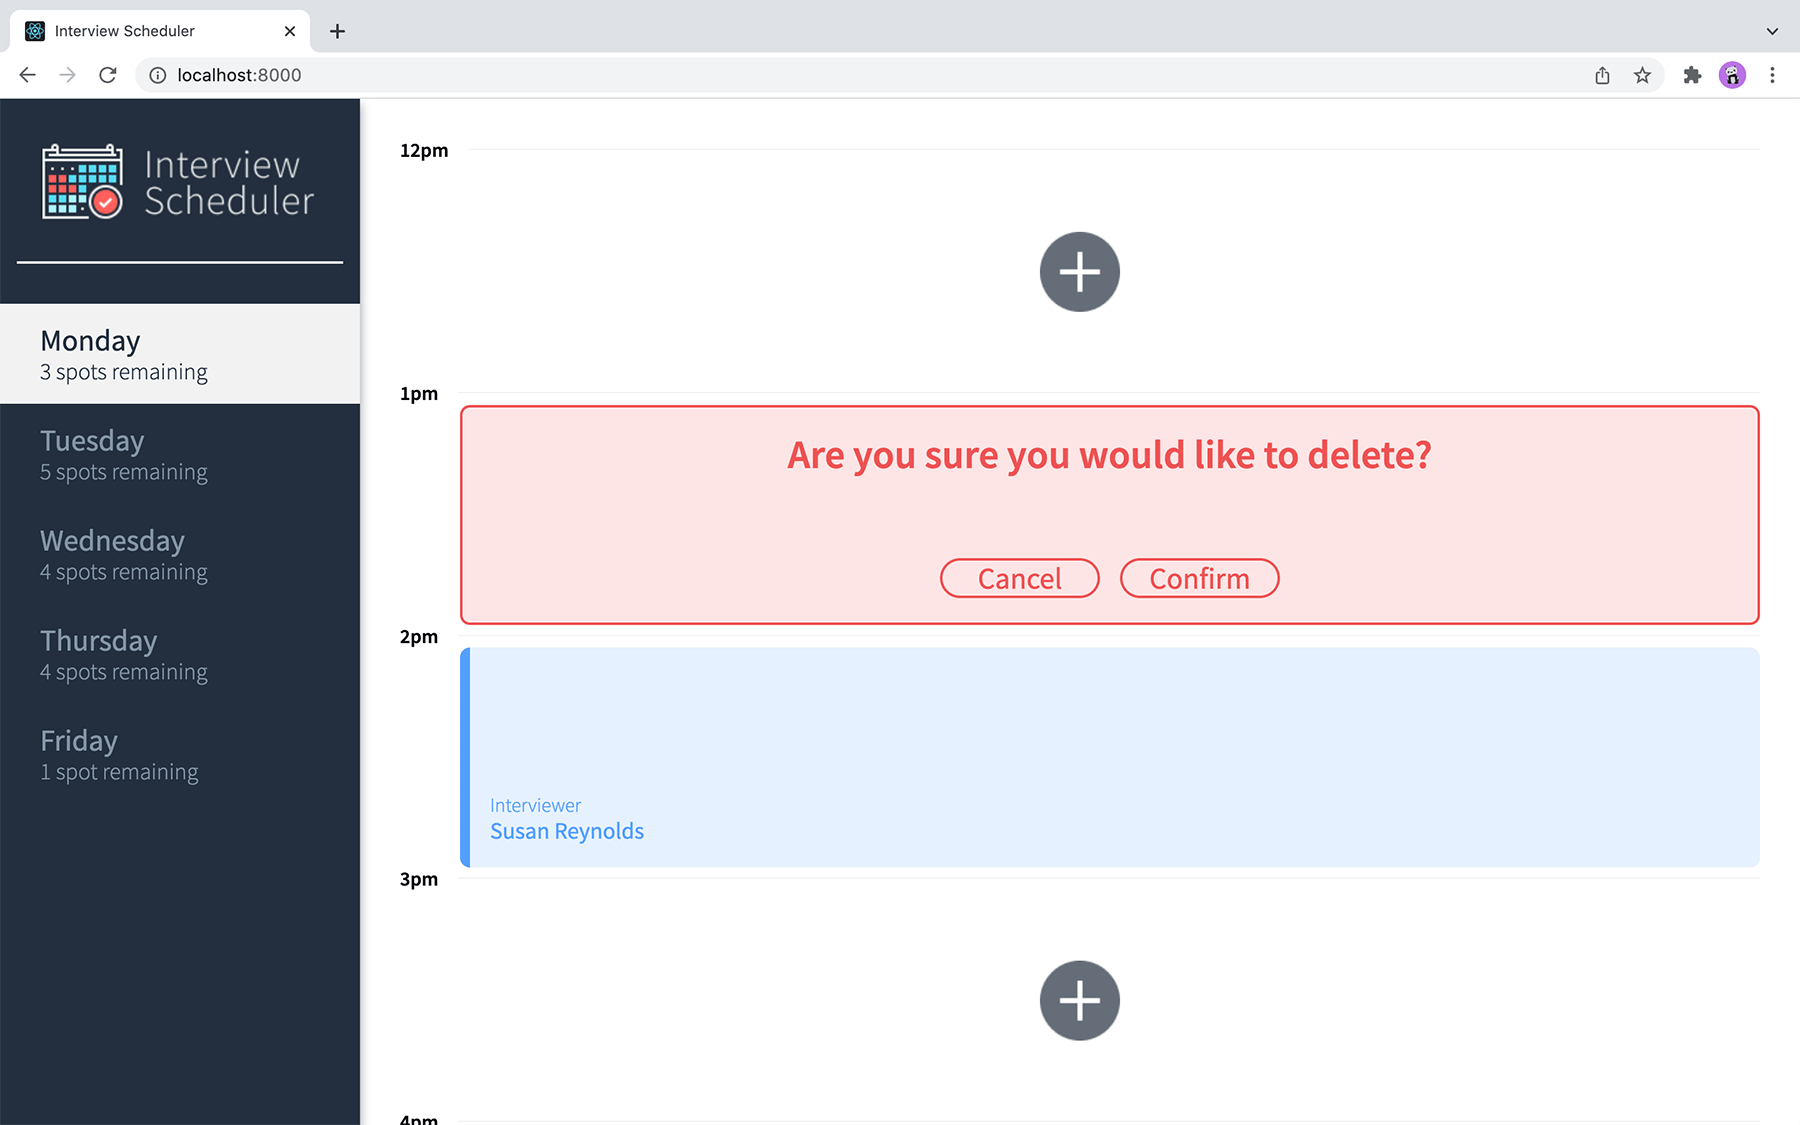 Interview Scheduler
localhost:8000
Interview
Scheduler
Monday
3 spots remaining
Tuesday
5 spots remaining
Wednesday
4 spots remaining
Thursday
4 spots remaining
Friday
1 spot remaining
12pm
1pm
Are you sure you would like to delete?
Cancel Confirm
2pm
Interviewer
Susan Reynolds
3pm
4pm